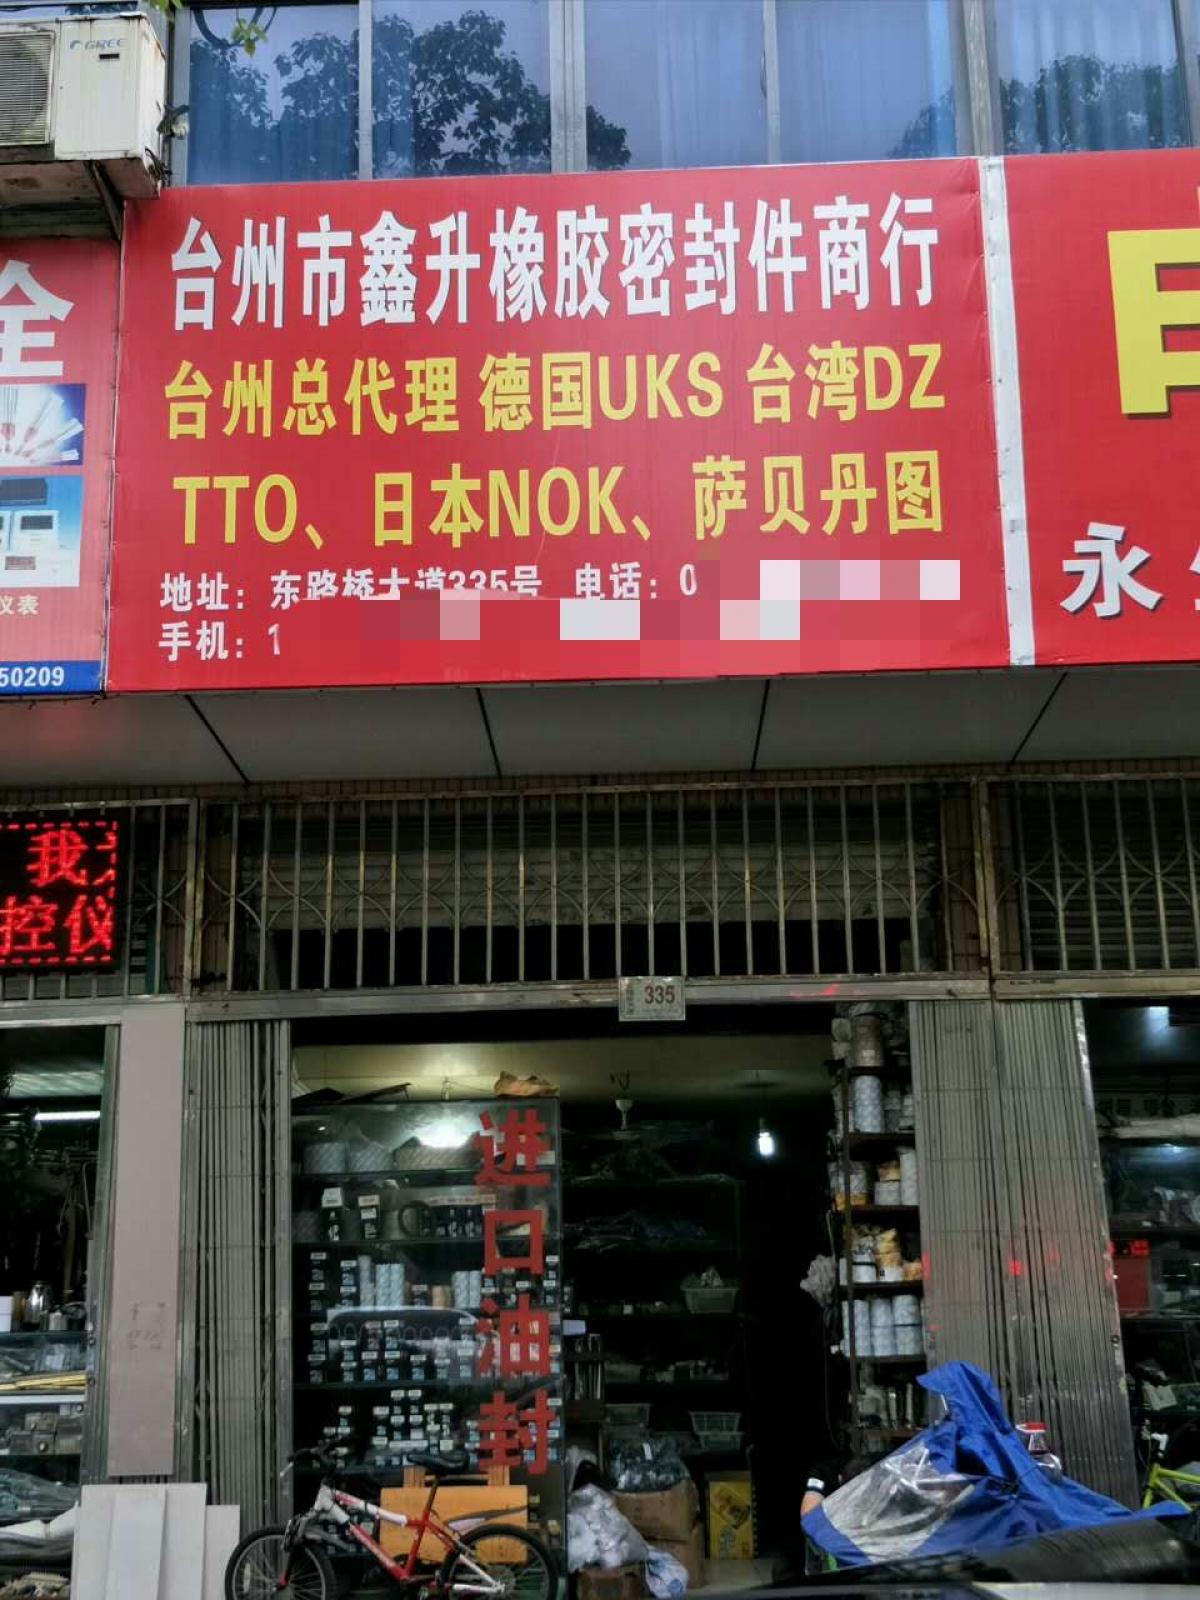 GREE
台州市鑫升橡胶密封件商行
台州总代理 德国UKS 台湾DZ
TTO、日本NOK、萨贝丹图
地址：东路桥大道335号 电话：0
手机：1
全
仪表
50209
永
我
控仪
335
进口油封